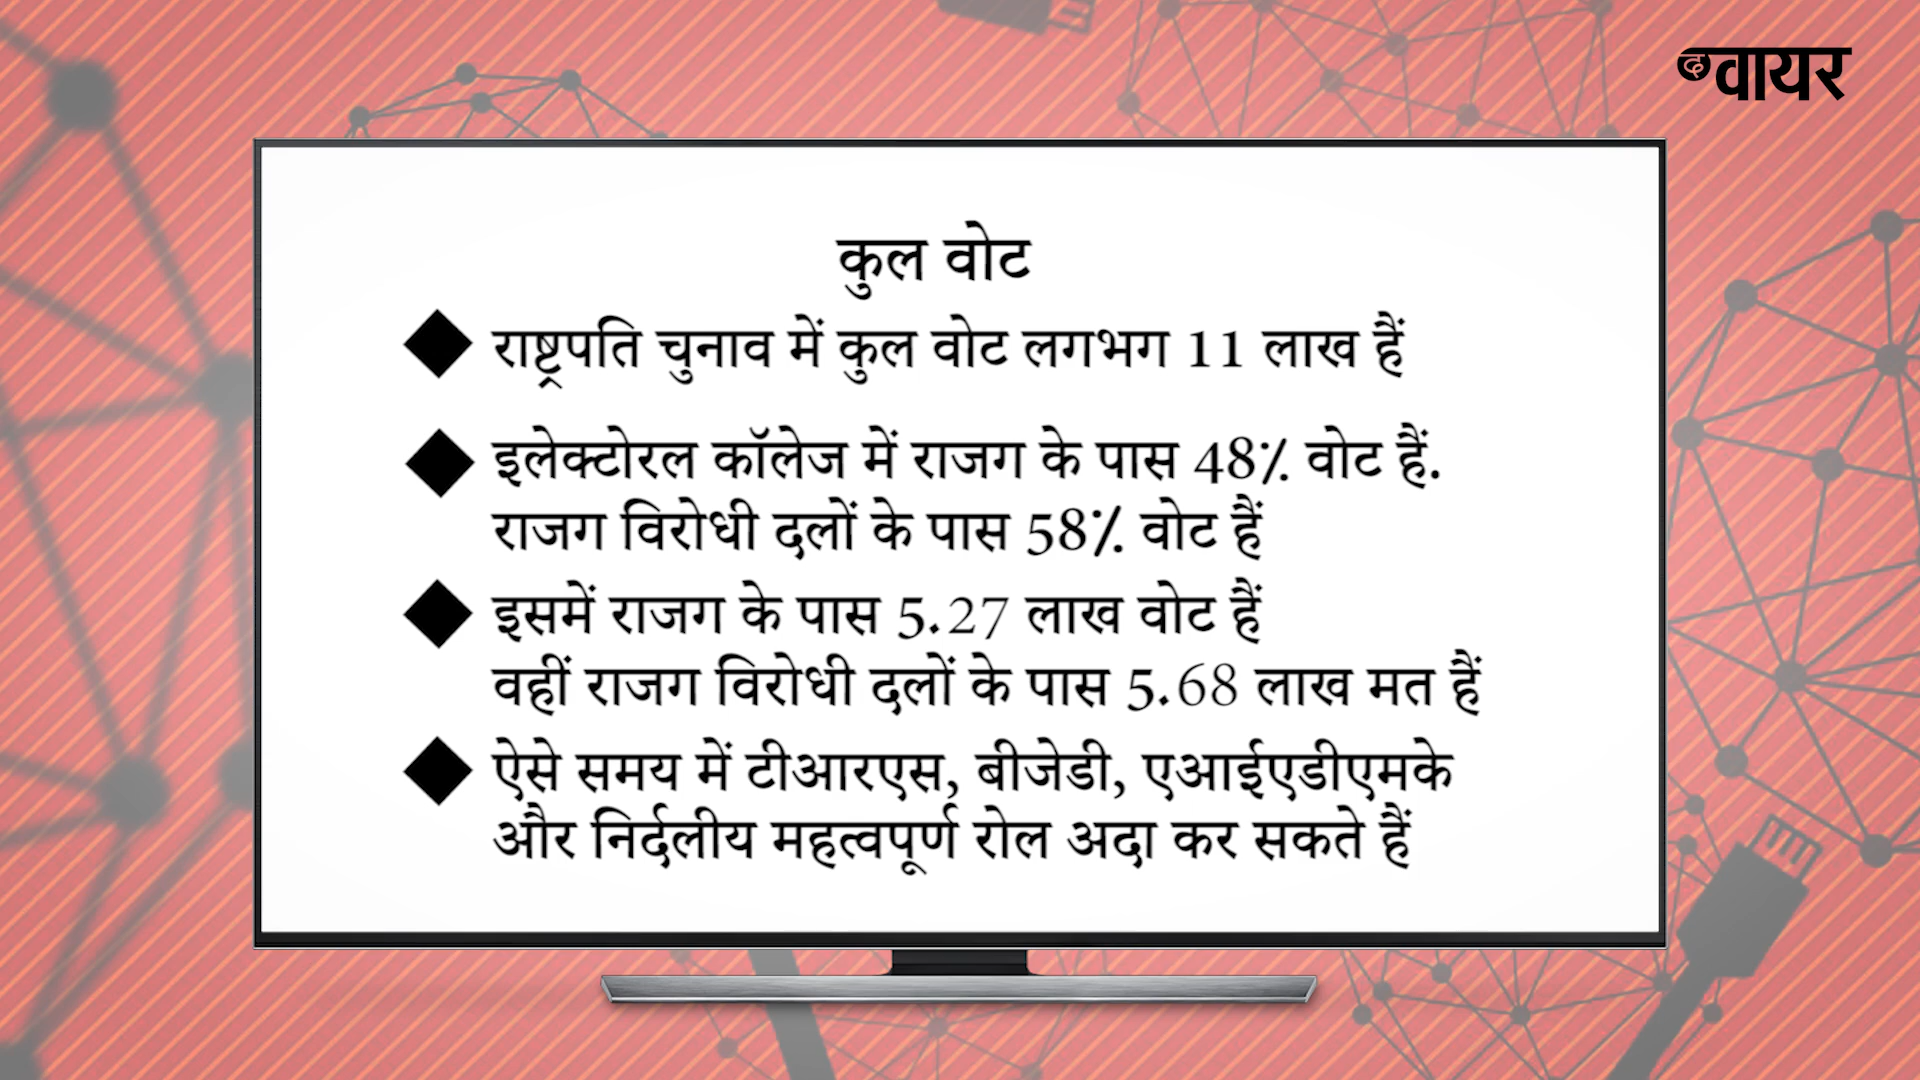 द वायर
कुल वोट
राष्ट्रपति चुनाव में कुल वोट लगभग 11 लाख हैं
इलेक्टोरल कॉलेज में राजग के पास 48% वोट हैं.
राजग विरोधी दलों के पास 58% वोट हैं
इसमें राजग के पास 5.27 लाख वोट हैं
वहीं राजग विरोधी दलों के पास 5.68 लाख मत हैं
ऐसे समय में टीआरएस, बीजेडी, एआईएडीएमके
और निर्दलीय महत्वपूर्ण रोल अदा कर सकते हैं